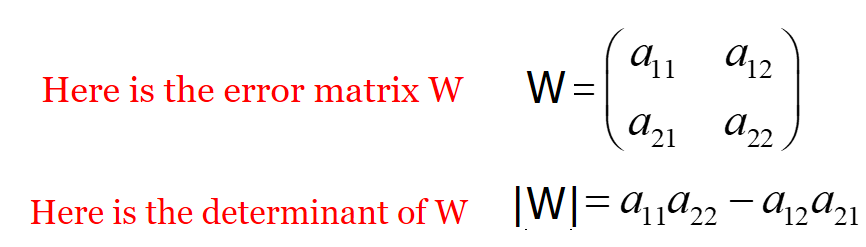 Here is the error matrix W W = ( a11 a12
a21 a22 )
Here is the determinant of W |W| = a11a22 − a12a21